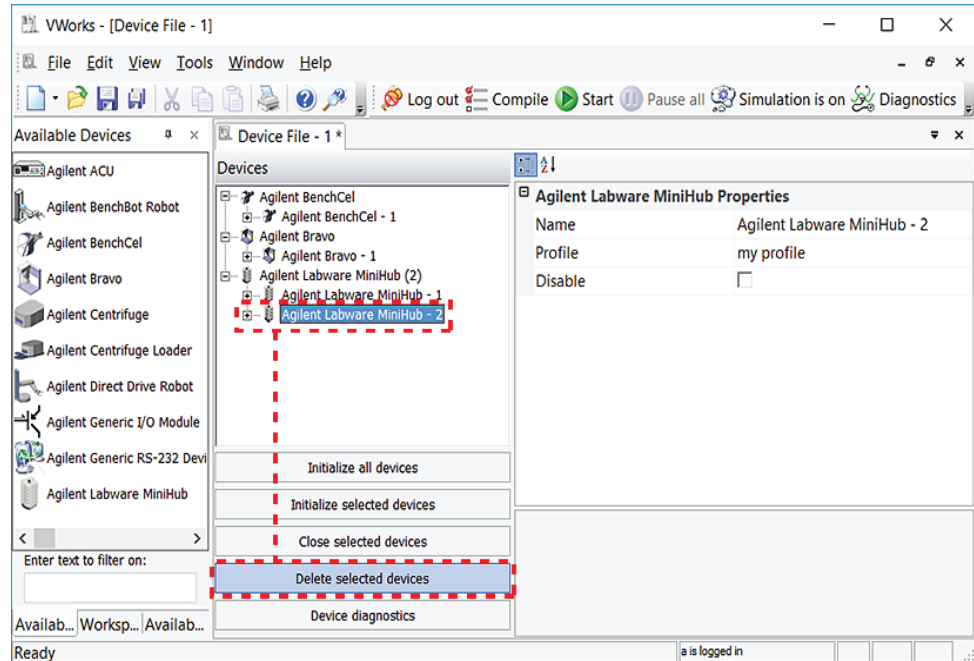 VWorks - [Device File - 1]
File Edit View Tools Window Help
Log out Compile Start Pause all Simulation is on Diagnostics
Available Devices
Agilent ACU
Agilent BenchBot Robot
Agilent BenchCel
Agilent Bravo
Agilent Centrifuge
Agilent Centrifuge Loader
Agilent Direct Drive Robot
Agilent Generic I/O Module
Agilent Generic RS-232 Devi
Agilent Labware MiniHub
Enter text to filter on:
Availab... Worksp... Availab...
Device File - 1 *
Devices
Agilent BenchCel
Agilent BenchCel - 1
Agilent Bravo
Agilent Bravo - 1
Agilent Labware MiniHub (2)
Agilent Labware MiniHub - 1
Agilent Labware MiniHub - 2
Initialize all devices
Initialize selected devices
Close selected devices
Delete selected devices
Device diagnostics
Agilent Labware MiniHub Properties
Name Agilent Labware MiniHub - 2
Profile my profile
Disable
Ready
a is logged in